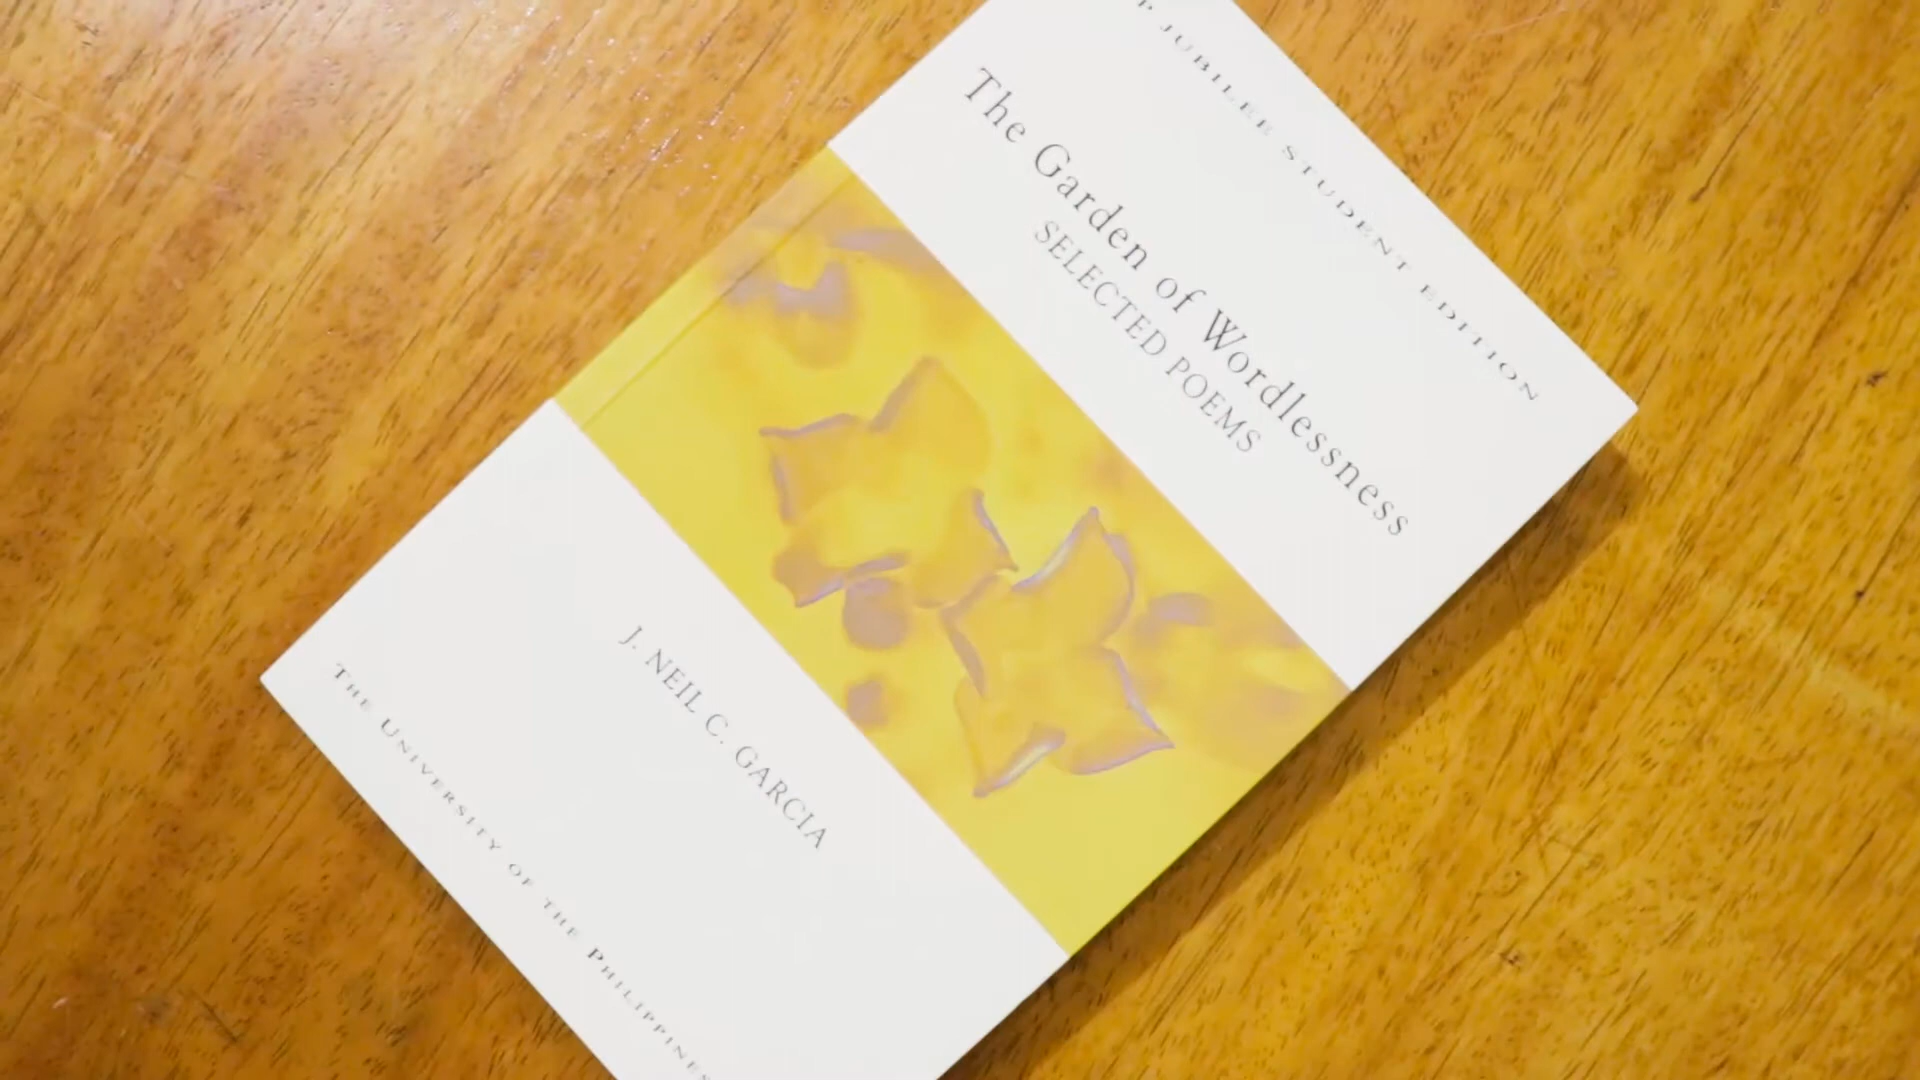 P JUBILEE STUDENT EDITION
The Garden of Wordlessness
SELECTED POEMS
J. NEIL C. GARCIA
THE UNIVERSITY OF THE PHILIPPINES